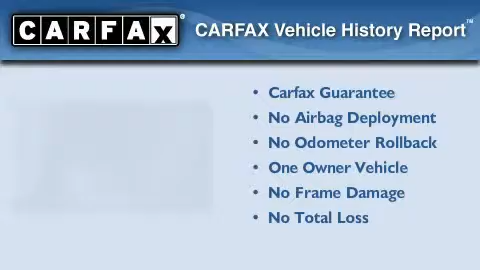 CARFAX® CARFAX Vehicle History Report™
• Carfax Guarantee
• No Airbag Deployment
• No Odometer Rollback
• One Owner Vehicle
• No Frame Damage
• No Total Loss